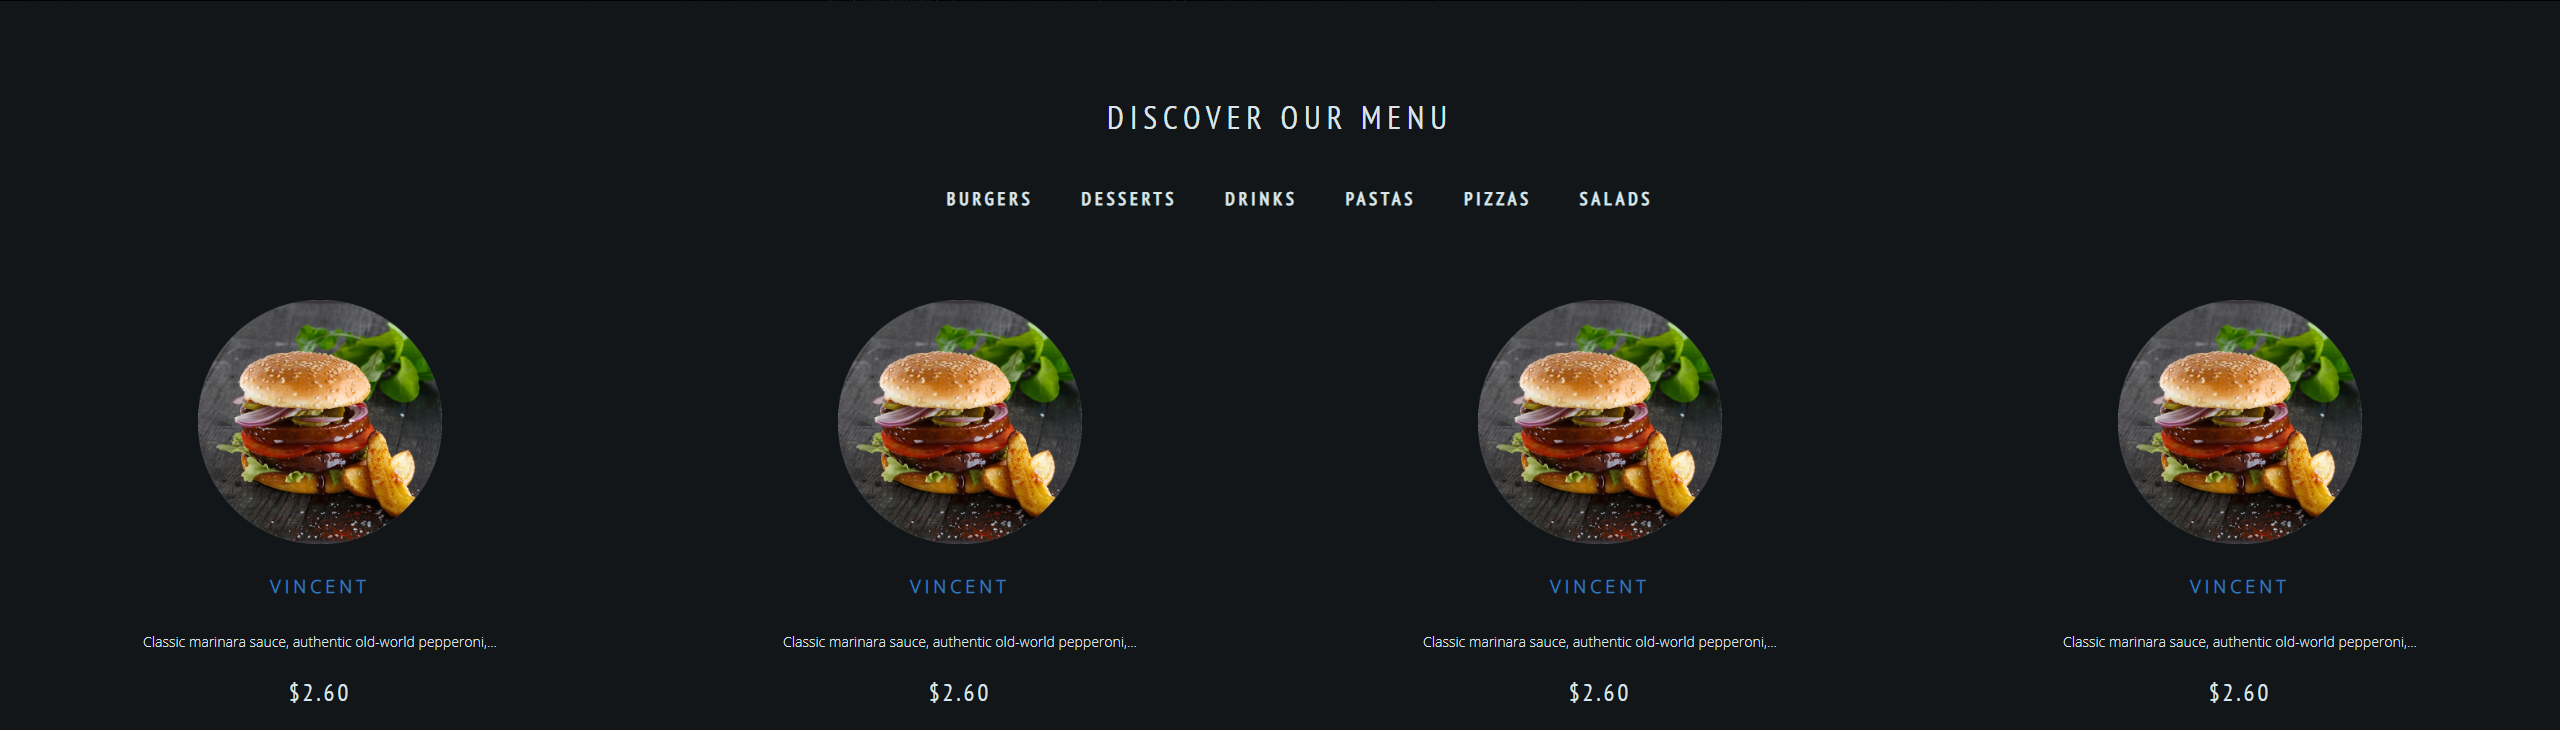 DISCOVER OUR MENU
BURGERS DESSERTS DRINKS PASTAS PIZZAS SALADS
VINCENT VINCENT VINCENT VINCENT
Classic marinara sauce, authentic old-world pepperoni,... Classic marinara sauce, authentic old-world pepperoni,... Classic marinara sauce, authentic old-world pepperoni,... Classic marinara sauce, authentic old-world pepperoni,...
$2.60 $2.60 $2.60 $2.60